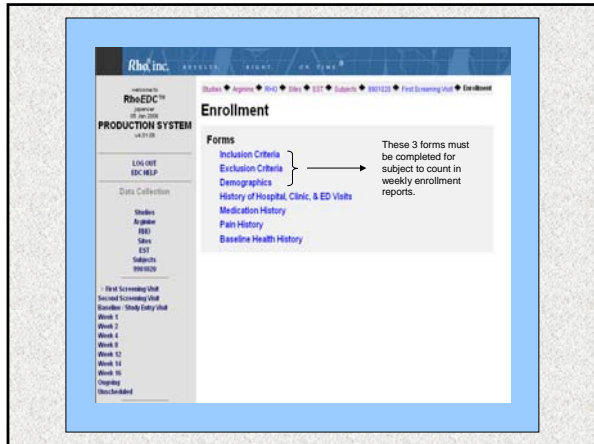 Rho, inc. RESULTS. RIGHT. ON TIME.®
welcome to
RhoEDC™
05 Jan 2006
PRODUCTION SYSTEM
LOG OUT
EDC HELP
Data Collection
Studies
Arginine
RHO
Sites
EST
Subjects
9901020
> First Screening Visit
Second Screening Visit
Baseline / Study Entry Visit
Week 1
Week 2
Week 4
Week 8
Week 12
Week 14
Week 16
Ongoing
Unscheduled
Studies Arginine RHO Sites EST Subjects 9901020 First Screening Visit Enrollment
Enrollment
Forms
Inclusion Criteria
Exclusion Criteria
Demographics
History of Hospital, Clinic, & ED Visits
Medication History
Pain History
Baseline Health History
These 3 forms must
be completed for
subject to count in
weekly enrollment
reports.